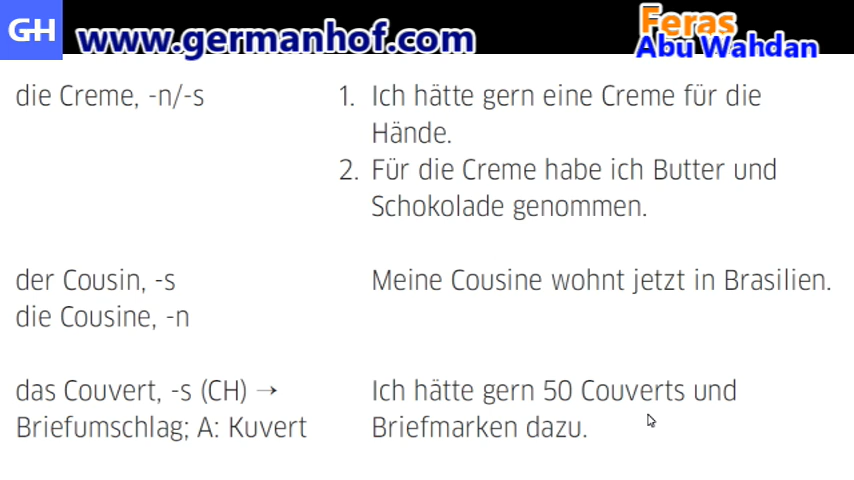 GH
www.germanhof.com
Feras
Abu Wahdan
die Creme, -n/-s
1. Ich hätte gern eine Creme für die
Hände.
2. Für die Creme habe ich Butter und
Schokolade genommen.
der Cousin, -s
Meine Cousine wohnt jetzt in Brasilien.
die Cousine, -n
das Couvert, -s (CH) →
Briefumschlag; A: Kuvert
Ich hätte gern 50 Couverts und
Briefmarken dazu.